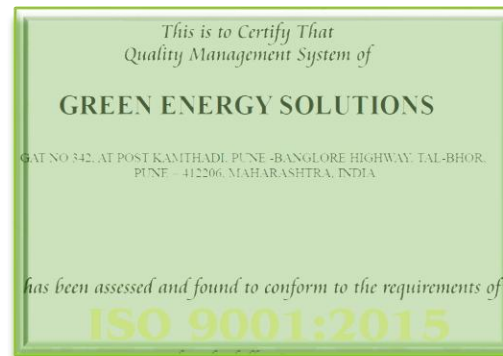 This is to Certify That
Quality Management System of
GREEN ENERGY SOLUTIONS
GAT NO 342, AT POST KAMTHADI, PUNE -BANGLORE HIGHWAY, TAL-BHOR,
PUNE – 412206, MAHARASHTRA, INDIA
has been assessed and found to conform to the requirements of
ISO 9001:2015